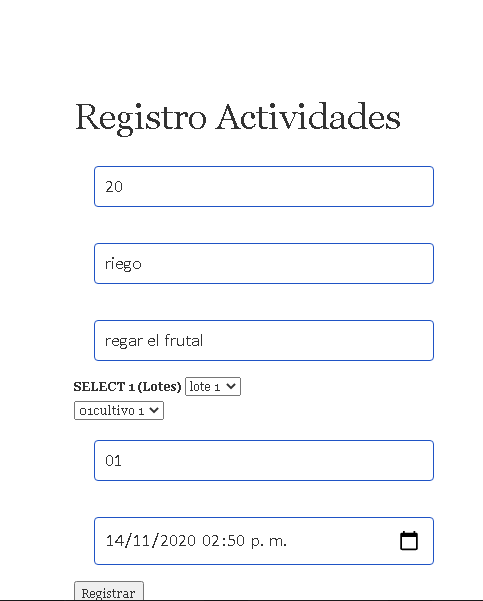 Registro Actividades
20
riego
regar el frutal
SELECT 1 (Lotes) lote 1
01cultivo 1
01
14/11/2020 02:50 p. m.
Registrar